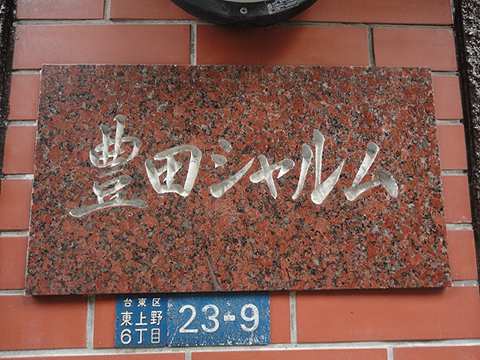 豊田シャルム
台東区
東上野
6丁目
23-9